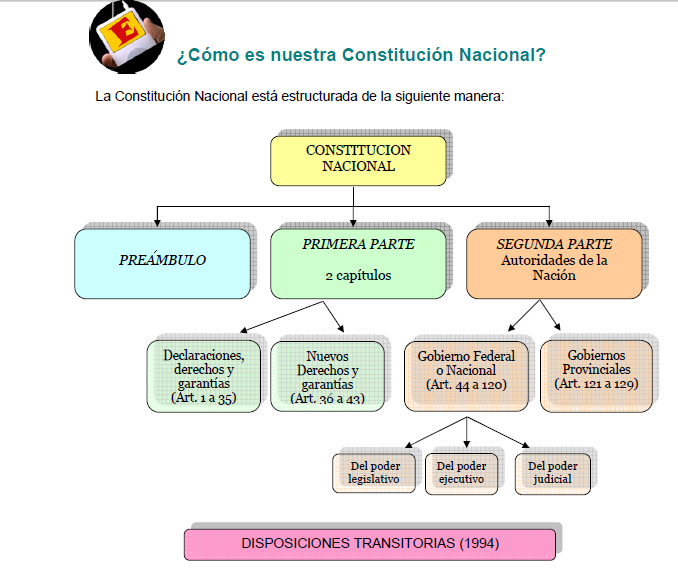 E
¿Cómo es nuestra Constitución Nacional?
La Constitución Nacional está estructurada de la siguiente manera:
CONSTITUCION
NACIONAL
PREÁMBULO
PRIMERA PARTE
2 capítulos
SEGUNDA PARTE
Autoridades de la
Nación
Declaraciones,
derechos y
garantías
(Art. 1 a 35)
Nuevos
Derechos y
garantías
(Art. 36 a 43)
Gobierno Federal
o Nacional
(Art. 44 a 120)
Gobiernos
Provinciales
(Art. 121 a 129)
Del poder
legislativo
Del poder
ejecutivo
Del poder
judicial
DISPOSICIONES TRANSITORIAS (1994)